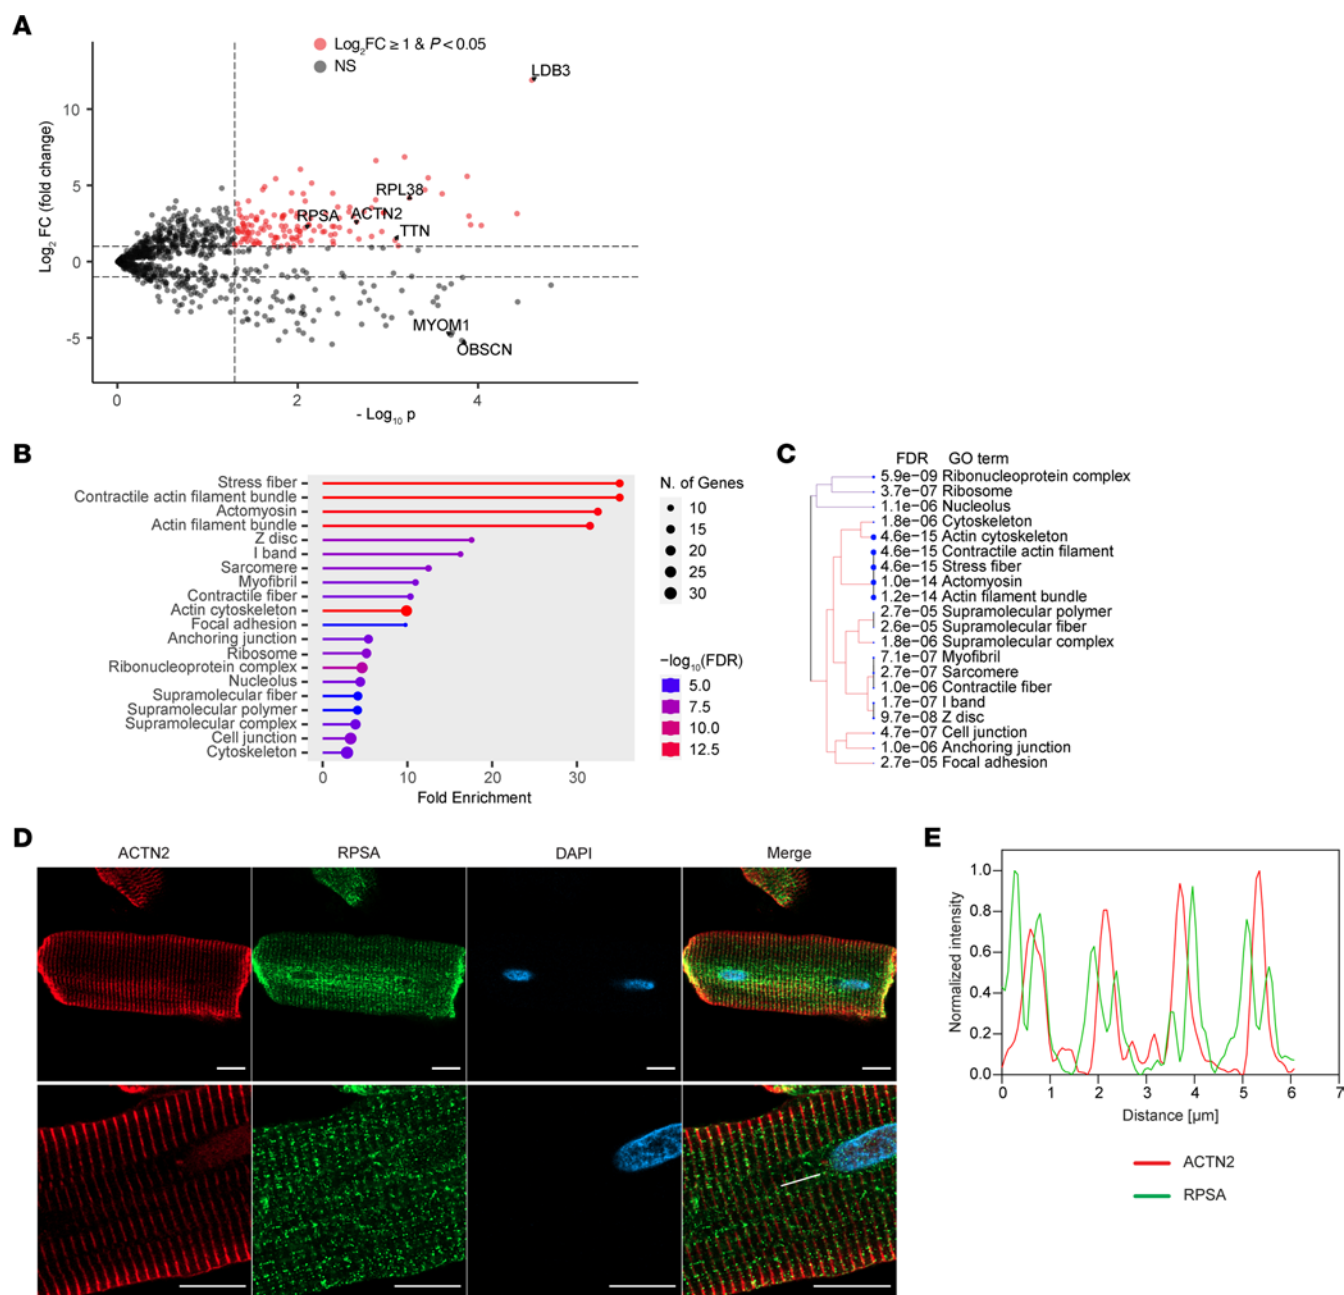 A
Log2FC ≥ 1 & P < 0.05
NS
LDB3
RPL38
RPSA
ACTN2
TTN
MYOM1
OBSCN
Log2 FC (fold change)
10
5
0
-5
0
2
4
- Log10 p
B
Stress fiber
Contractile actin filament bundle
Actomyosin
Actin filament bundle
Z disc
I band
Sarcomere
Myofibril
Contractile fiber
Actin cytoskeleton
Focal adhesion
Anchoring junction
Ribosome
Ribonucleoprotein complex
Nucleolus
Supramolecular fiber
Supramolecular polymer
Supramolecular complex
Cell junction
Cytoskeleton
0
10
20
30
Fold Enrichment
N. of Genes
10
15
20
25
30
−log10(FDR)
5.0
7.5
10.0
12.5
C
FDR GO term
5.9e−09 Ribonucleoprotein complex
3.7e−07 Ribosome
1.1e−06 Nucleolus
1.8e−06 Cytoskeleton
4.6e−15 Actin cytoskeleton
4.6e−15 Contractile actin filament
4.6e−15 Stress fiber
1.0e−14 Actomyosin
1.2e−14 Actin filament bundle
2.7e−05 Supramolecular polymer
2.6e−05 Supramolecular fiber
1.8e−06 Supramolecular complex
7.1e−07 Myofibril
2.7e−07 Sarcomere
1.0e−06 Contractile fiber
1.7e−07 I band
9.7e−08 Z disc
4.7e−07 Cell junction
1.0e−06 Anchoring junction
2.7e−05 Focal adhesion
D
ACTN2
RPSA
DAPI
Merge
E
Normalized intensity
1.0
0.8
0.6
0.4
0.2
0.0
0
1
2
3
4
5
6
7
Distance [µm]
ACTN2
RPSA